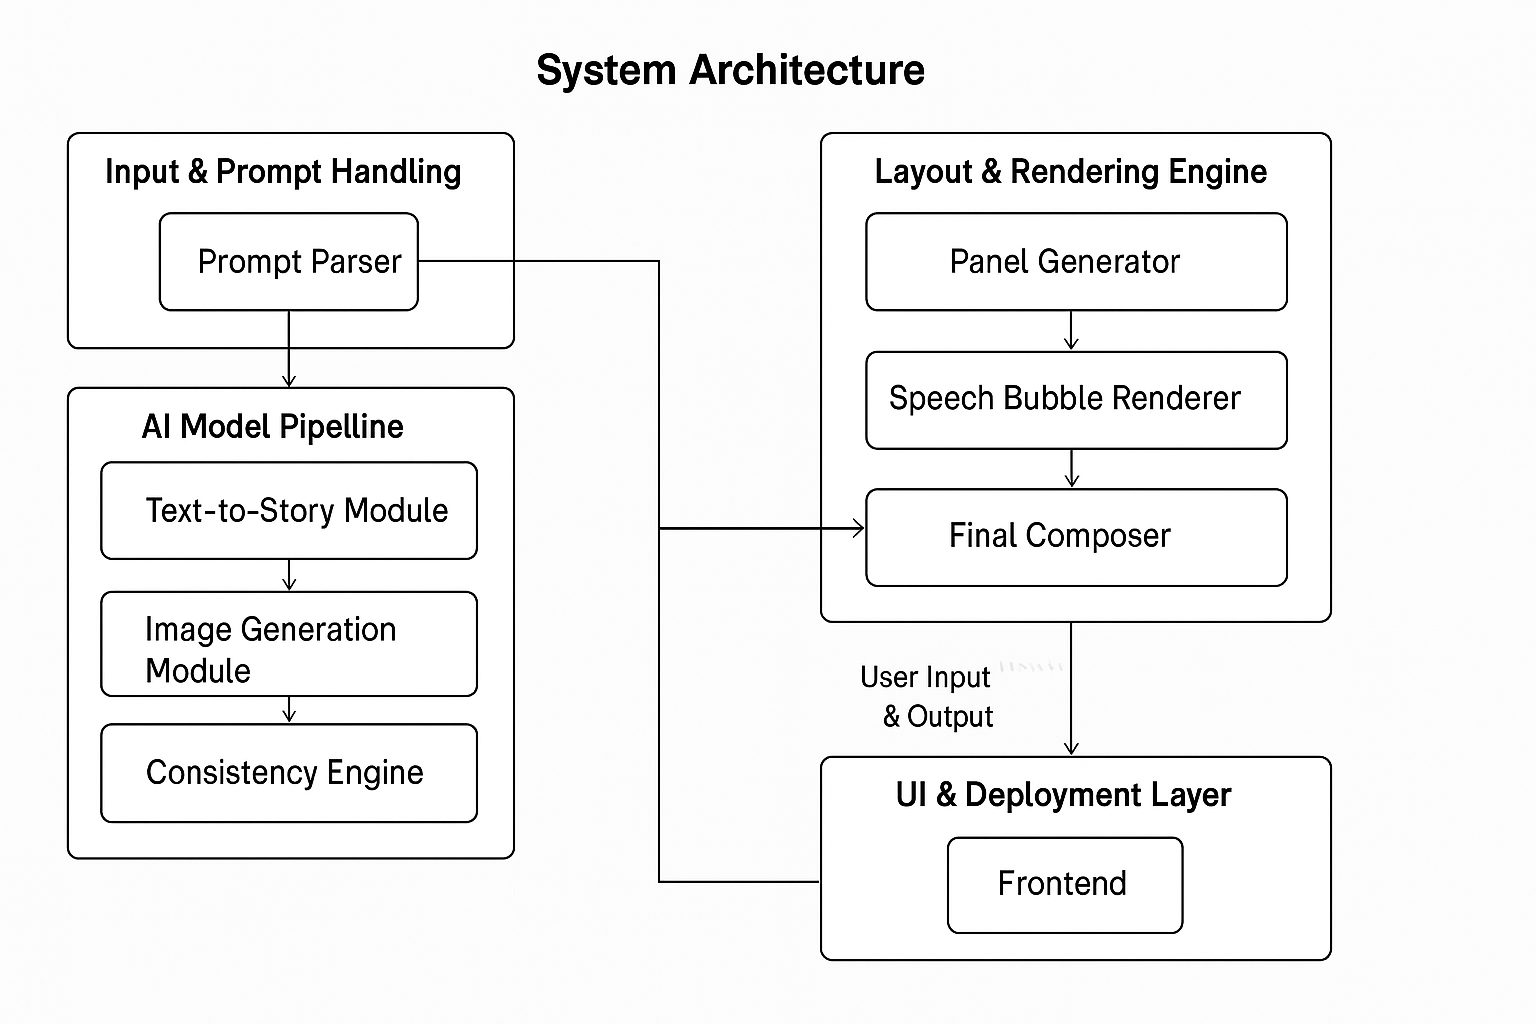 System Architecture
Input & Prompt Handling
Prompt Parser
AI Model Pipelline
Text-to-Story Module
Image Generation
Module
Consistency Engine
Layout & Rendering Engine
Panel Generator
Speech Bubble Renderer
Final Composer
User Input
& Output
UI & Deployment Layer
Frontend